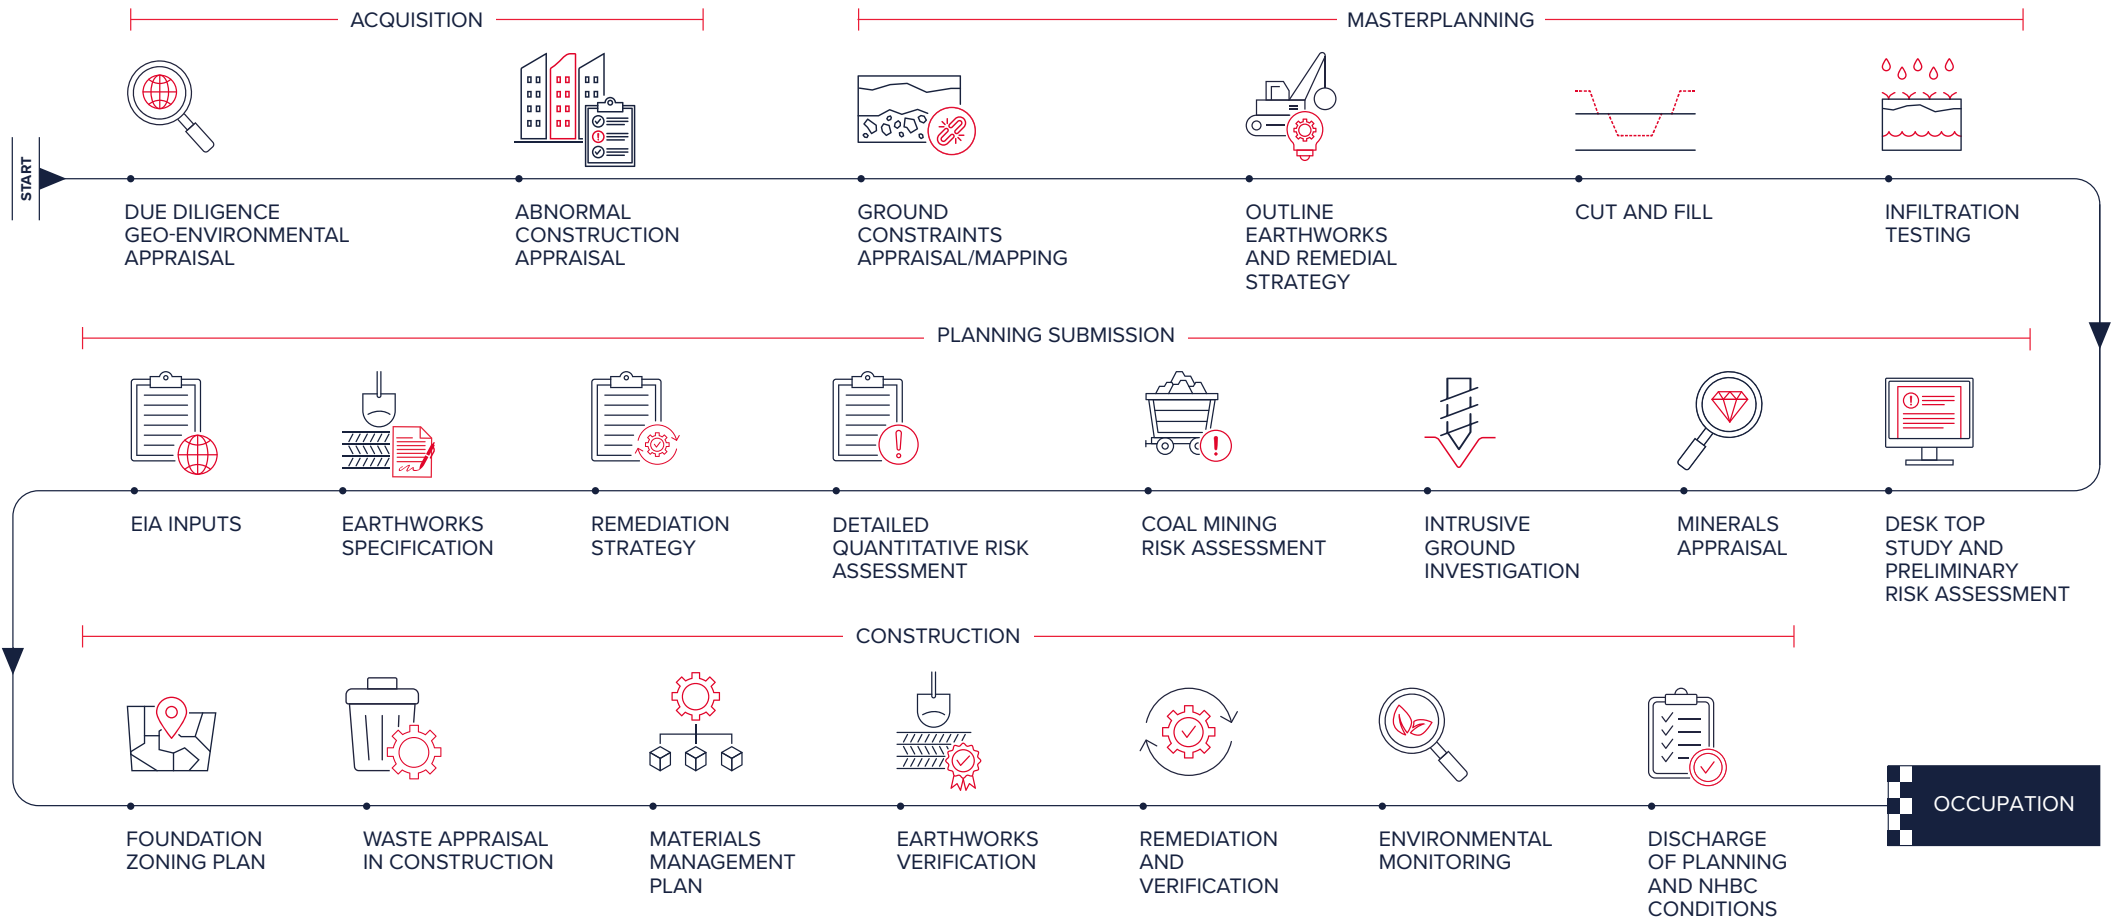 ACQUISITION
MASTERPLANNING
START
DUE DILIGENCE
GEO-ENVIRONMENTAL
APPRAISAL
ABNORMAL
CONSTRUCTION
APPRAISAL
GROUND
CONSTRAINTS
APPRAISAL/MAPPING
OUTLINE
EARTHWORKS
AND REMEDIAL
STRATEGY
CUT AND FILL
INFILTRATION
TESTING
PLANNING SUBMISSION
EIA INPUTS
EARTHWORKS
SPECIFICATION
REMEDIATION
STRATEGY
DETAILED
QUANTITATIVE RISK
ASSESSMENT
COAL MINING
RISK ASSESSMENT
INTRUSIVE
GROUND
INVESTIGATION
MINERALS
APPRAISAL
DESK TOP
STUDY AND
PRELIMINARY
RISK ASSESSMENT
CONSTRUCTION
FOUNDATION
ZONING PLAN
WASTE APPRAISAL
IN CONSTRUCTION
MATERIALS
MANAGEMENT
PLAN
EARTHWORKS
VERIFICATION
REMEDIATION
AND
VERIFICATION
ENVIRONMENTAL
MONITORING
DISCHARGE
OF PLANNING
AND NHBC
CONDITIONS
OCCUPATION